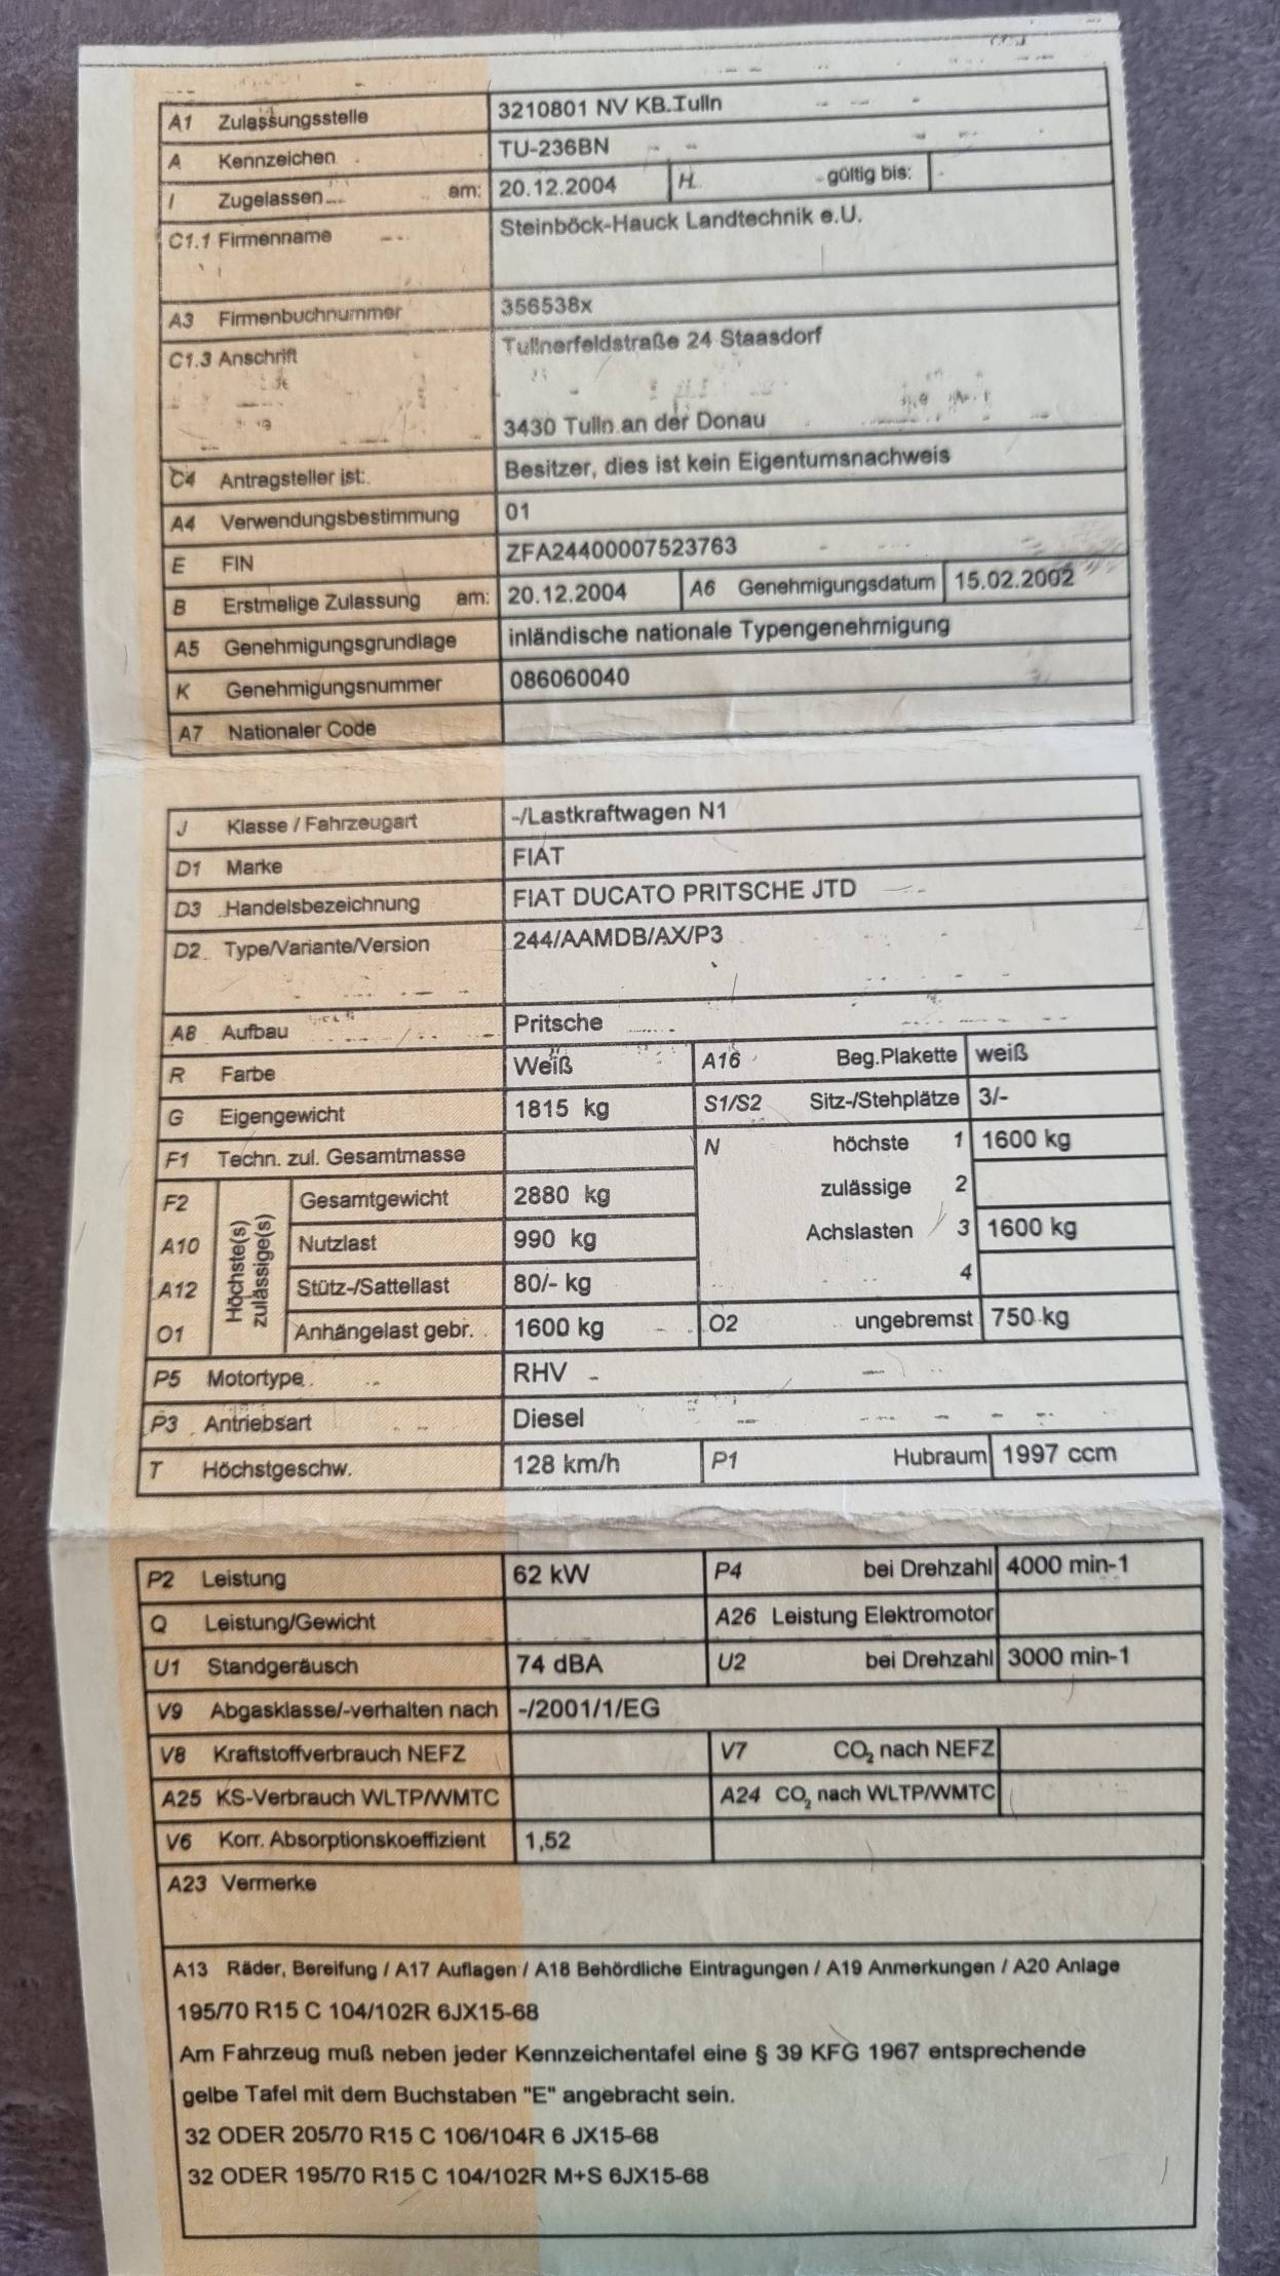 A1 Zulassungsstelle 3210801 NV KB.Tulln
A Kennzeichen TU-236BN
I Zugelassen am: 20.12.2004 H gültig bis:
C1.1 Firmenname Steinböck-Hauck Landtechnik e.U.
A3 Firmenbuchnummer 356538x
C1.3 Anschrift Tullnerfeldstraße 24 Staasdorf
3430 Tulln an der Donau
C4 Antragsteller ist: Besitzer, dies ist kein Eigentumsnachweis
A4 Verwendungsbestimmung 01
E FIN ZFA24400007523763
B Erstmalige Zulassung am: 20.12.2004 A6 Genehmigungsdatum 15.02.2002
A5 Genehmigungsgrundlage inländische nationale Typengenehmigung
K Genehmigungsnummer 086060040
A7 Nationaler Code
J Klasse / Fahrzeugart -/Lastkraftwagen N1
D1 Marke FIAT
D3 Handelsbezeichnung FIAT DUCATO PRITSCHE JTD
D2 Type/Variante/Version 244/AAMDB/AX/P3
A8 Aufbau Pritsche
R Farbe Weiß A16 Beg.Plakette weiß
G Eigengewicht 1815 kg S1/S2 Sitz-/Stehplätze 3/-
F1 Techn. zul. Gesamtmasse N höchste 1 1600 kg
F2 Höchste(s) zulässige(s) Gesamtgewicht 2880 kg zulässige 2
A10 Nutzlast 990 kg Achslasten 3 1600 kg
A12 Stütz-/Sattellast 80/- kg 4
O1 Anhängelast gebr. 1600 kg O2 ungebremst 750 kg
P5 Motortype RHV
P3 Antriebsart Diesel
T Höchstgeschw. 128 km/h P1 Hubraum 1997 ccm
P2 Leistung 62 kW P4 bei Drehzahl 4000 min-1
Q Leistung/Gewicht A26 Leistung Elektromotor
U1 Standgeräusch 74 dBA U2 bei Drehzahl 3000 min-1
V9 Abgasklasse/-verhalten nach -/2001/1/EG
V8 Kraftstoffverbrauch NEFZ V7 CO₂ nach NEFZ
A25 KS-Verbrauch WLTP/WMTC A24 CO₂ nach WLTP/WMTC
V6 Korr. Absorptionskoeffizient 1,52
A23 Vermerke
A13 Räder, Bereifung / A17 Auflagen / A18 Behördliche Eintragungen / A19 Anmerkungen / A20 Anlage
195/70 R15 C 104/102R 6JX15-68
Am Fahrzeug muß neben jeder Kennzeichentafel eine § 39 KFG 1967 entsprechende
gelbe Tafel mit dem Buchstaben "E" angebracht sein.
32 ODER 205/70 R15 C 106/104R 6 JX15-68
32 ODER 195/70 R15 C 104/102R M+S 6JX15-68